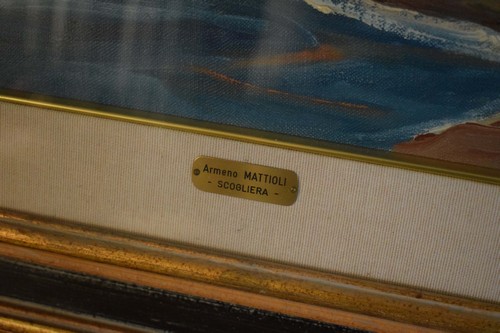 Armeno MATTIOLI
- SCOGLIERA -